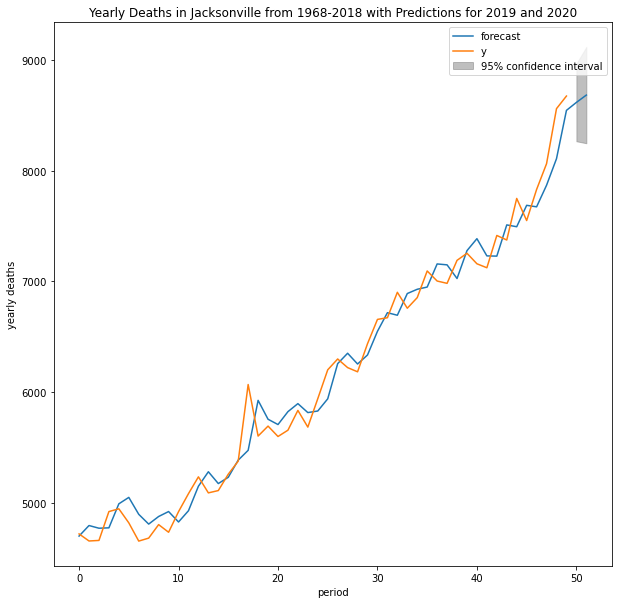 Yearly Deaths in Jacksonville from 1968-2018 with Predictions for 2019 and 2020
forecast
y
95% confidence interval
yearly deaths
9000
8000
7000
6000
5000
0 10 20 30 40 50
period